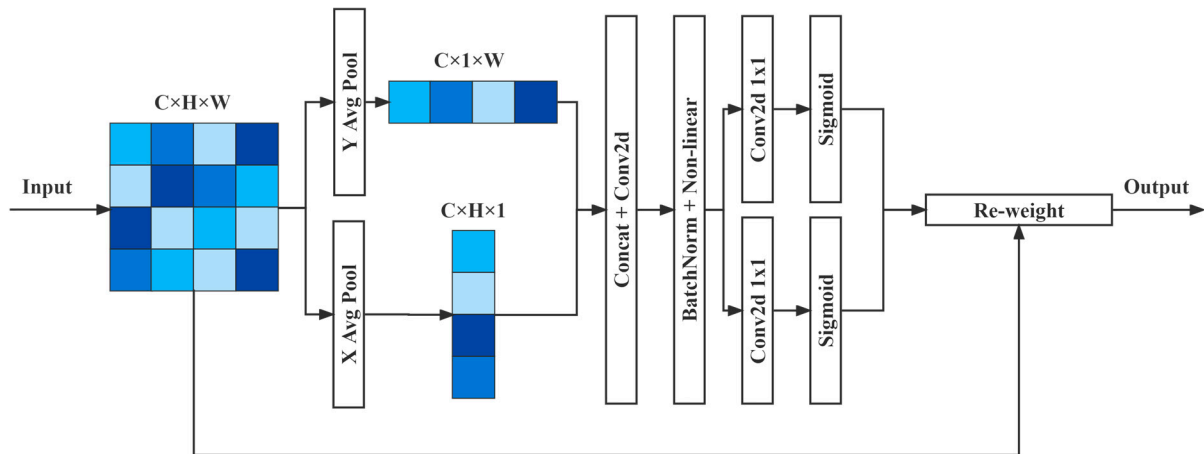 Input
C×H×W
Y Avg Pool
C×1×W
X Avg Pool
C×H×1
Concat + Conv2d
BatchNorm + Non-linear
Conv2d 1x1
Sigmoid
Conv2d 1x1
Sigmoid
Re-weight
Output